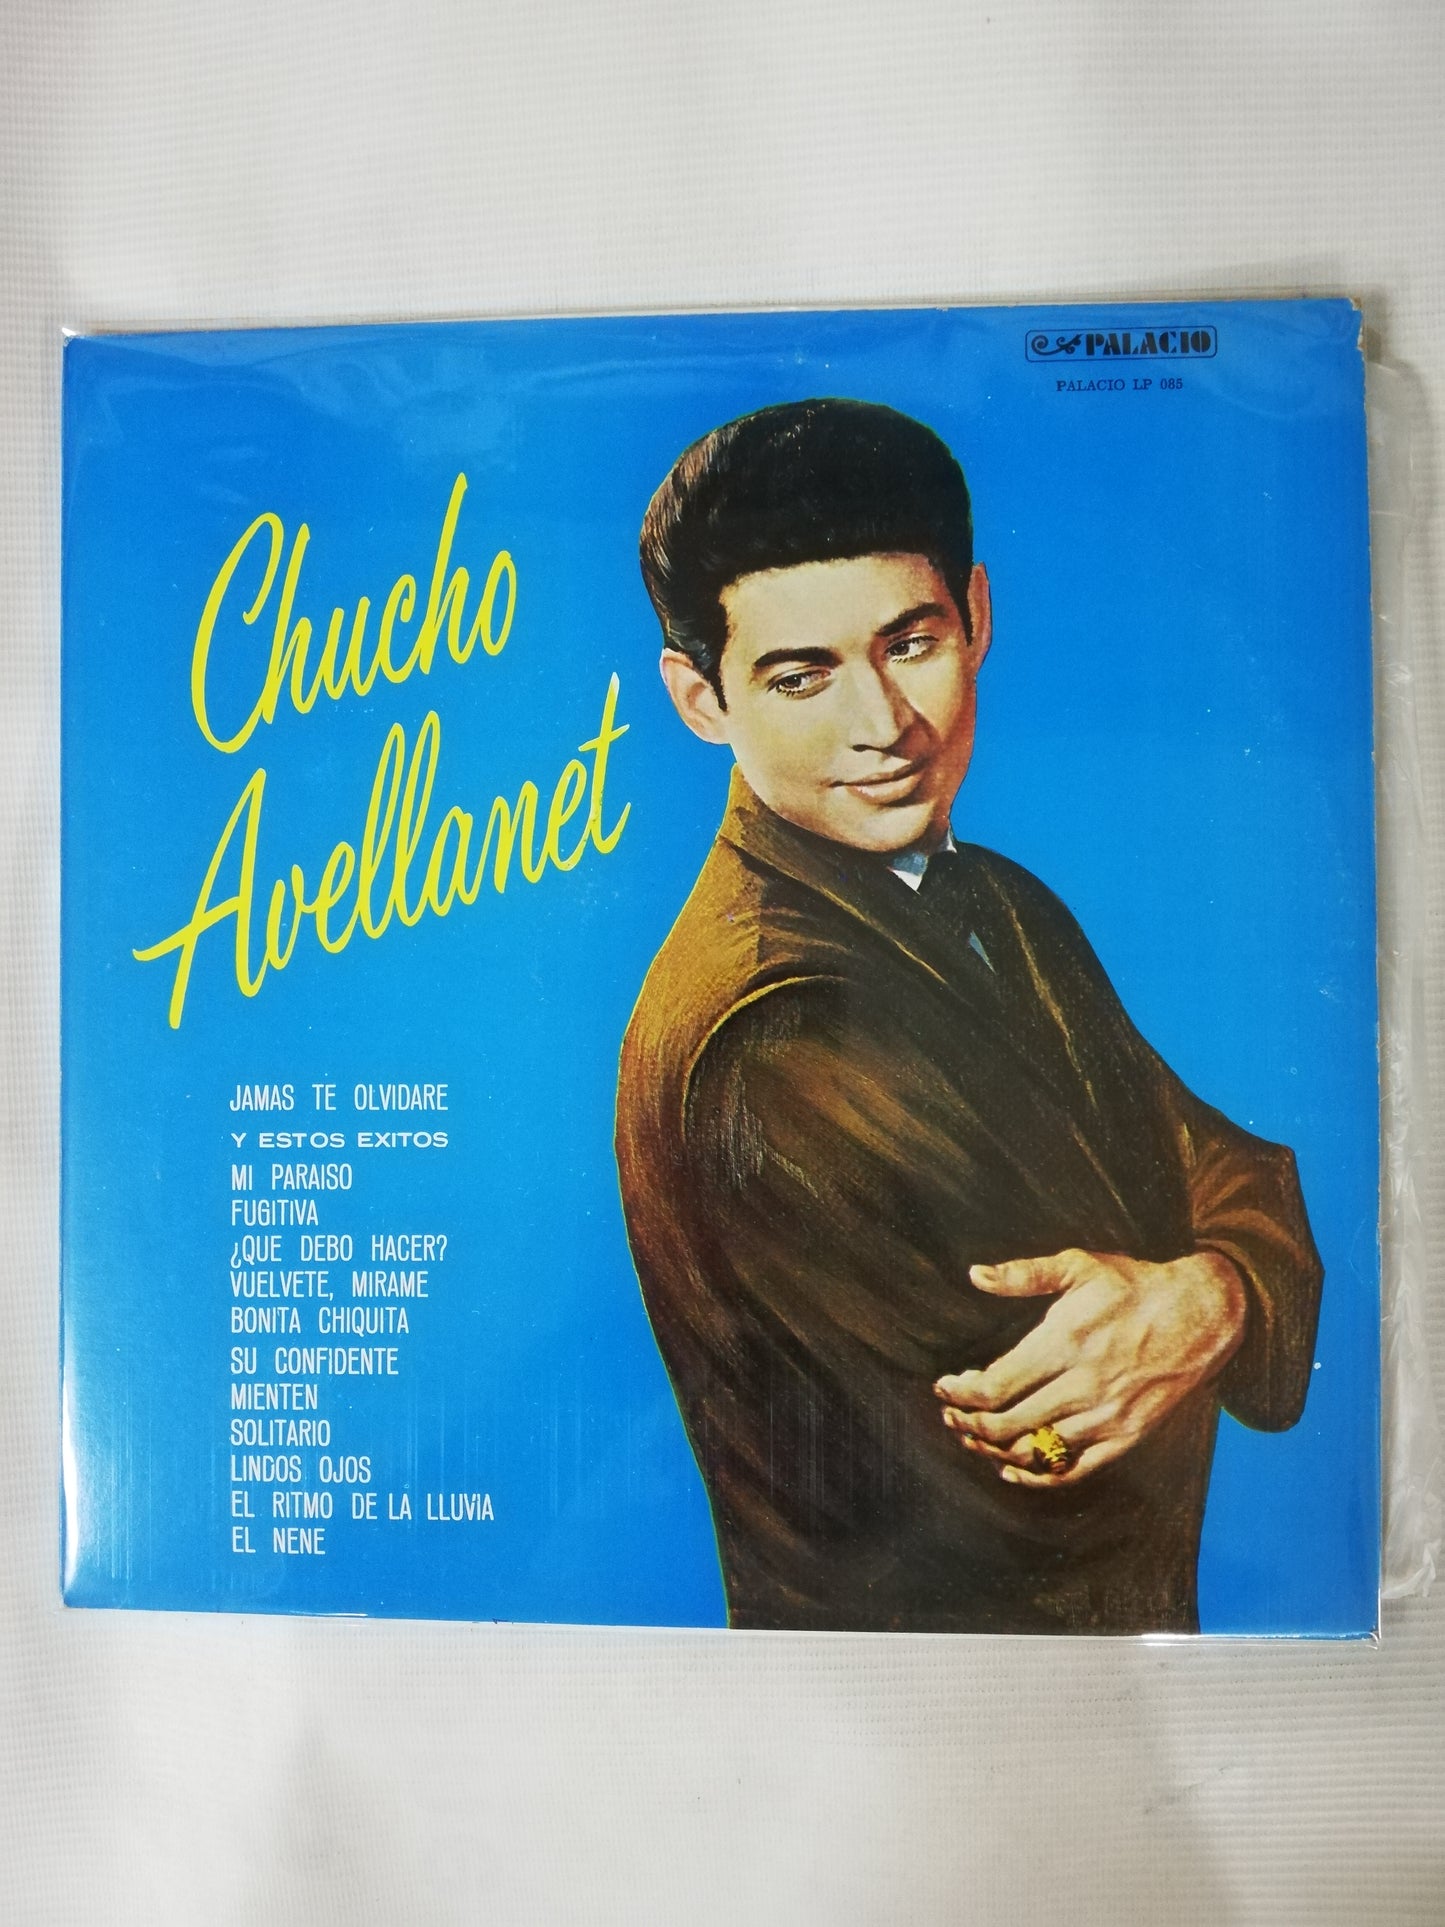 PALACIO
PALACIO LP 085
Chucho
Avellanet
JAMAS TE OLVIDARE
Y ESTOS EXITOS
MI PARAISO
FUGITIVA
¿QUE DEBO HACER?
VUELVETE, MIRAME
BONITA CHIQUITA
SU CONFIDENTE
MIENTEN
SOLITARIO
LINDOS OJOS
EL RITMO DE LA LLUVIA
EL NENE